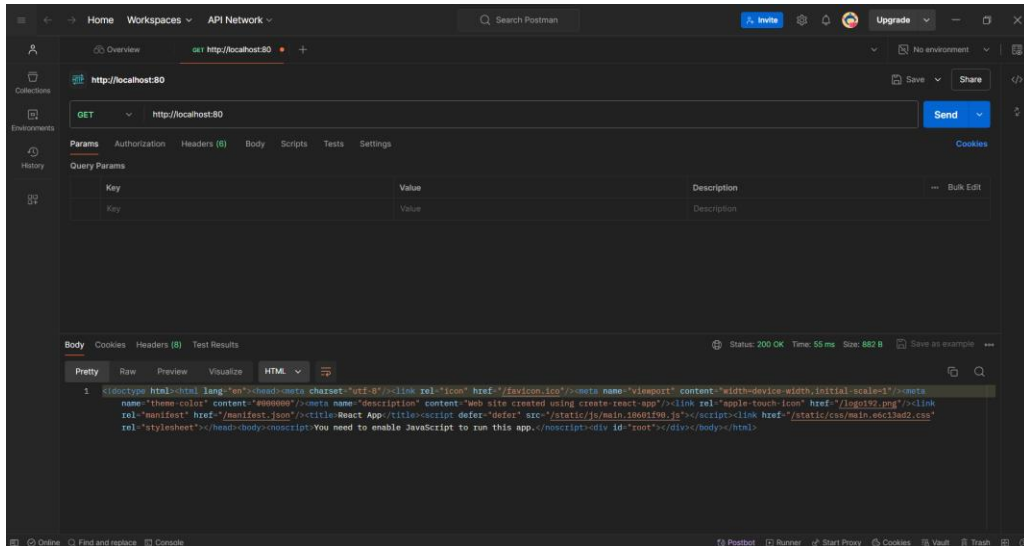 Home Workspaces API Network Search Postman Invite Upgrade
Overview GET http://localhost:80 No environment
http://localhost:80 Save Share
Collections
GET http://localhost:80 Send
Environments
Params Authorization Headers (6) Body Scripts Tests Settings Cookies
History
Query Params
Key Value Description Bulk Edit
Key Value Description
Body Cookies Headers (8) Test Results Status: 200 OK Time: 55 ms Size: 882 B Save as example
Pretty Raw Preview Visualize HTML
1 <!doctype html><html lang="en"><head><meta charset="utf-8"/><link rel="icon" href="/favicon.ico"/><meta name="viewport" content="width=device-width,initial-scale=1"/><meta
name="theme-color" content="#000000"/><meta name="description" content="Web site created using create-react-app"/><link rel="apple-touch-icon" href="/logo192.png"/><link
rel="manifest" href="/manifest.json"/><title>React App</title><script defer="defer" src="/static/js/main.18601f90.js"></script><link href="/static/css/main.e6c13ad2.css"
rel="stylesheet"></head><body><noscript>You need to enable JavaScript to run this app.</noscript><div id="root"></div></body></html>
Online Find and replace Console Postbot Runner Start Proxy Cookies Vault Trash